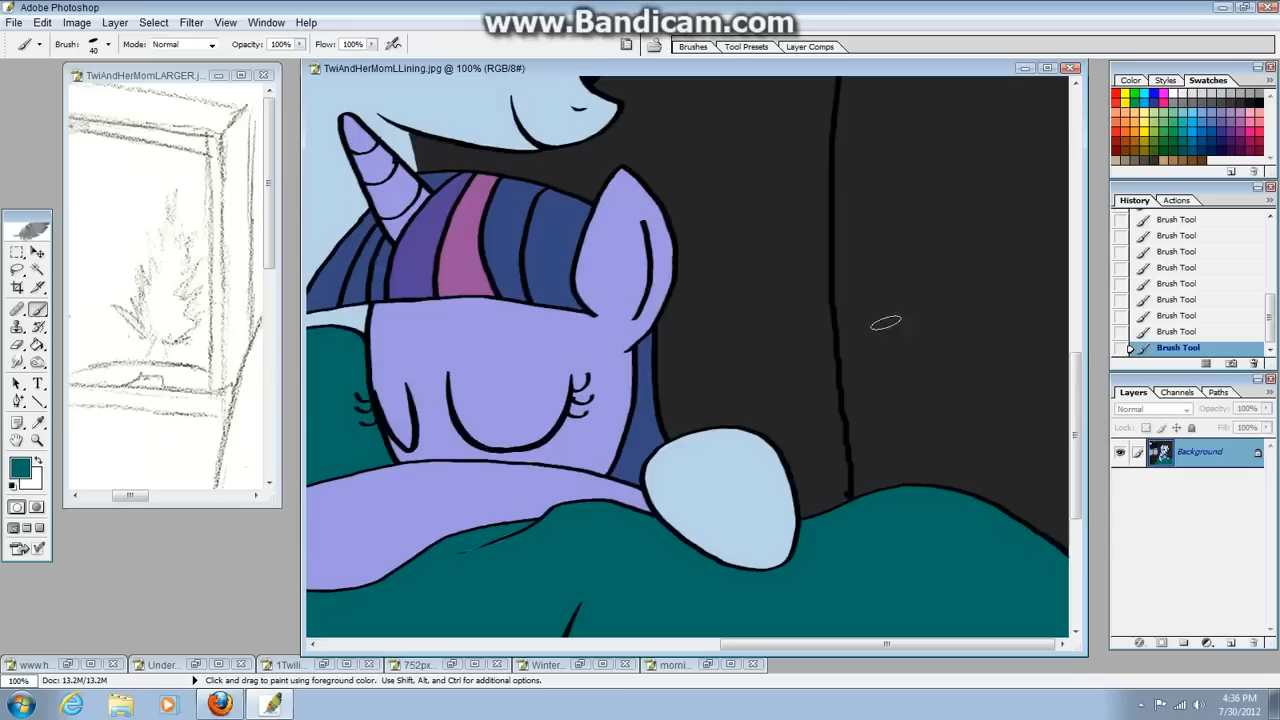 Adobe Photoshop
www.Bandicam.com
File Edit Image Layer Select Filter View Window Help
Brush: 40 Mode: Normal Opacity: 100% Flow: 100% Brushes Tool Presets Layer Comps
TwiAndHerMomLARGER.j...
TwiAndHerMomLLining.jpg @ 100% (RGB/8#)
Color Styles Swatches
History Actions
Brush Tool
Brush Tool
Brush Tool
Brush Tool
Brush Tool
Brush Tool
Brush Tool
Brush Tool
Brush Tool
Layers Channels Paths
Normal Opacity: 100%
Lock: Fill: 100%
Background
www.h Under... 1Twili 752px... Winter... morni
100% Doc: 13.2M/13.2M Click and drag to paint using foreground color. Use Shift, Alt, and Ctrl for additional options.
4:36 PM
7/30/2012